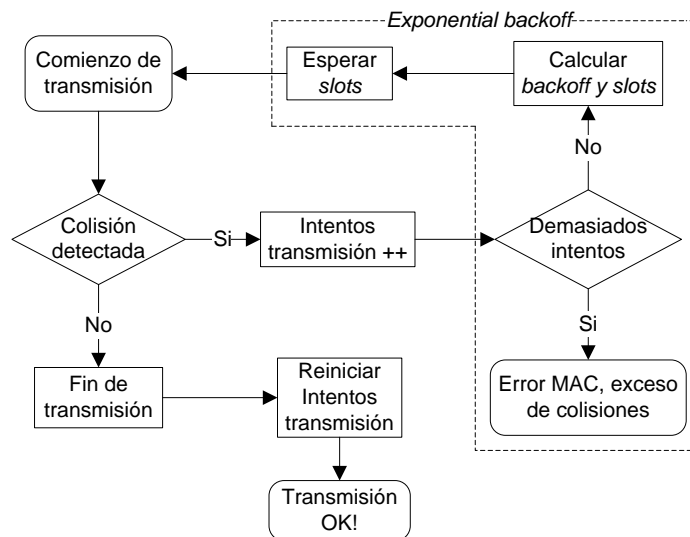 Exponential backoff
Comienzo de
transmisión
Esperar
slots
Calcular
backoff y slots
No
Colisión
detectada
Si
Intentos
transmisión ++
Demasiados
intentos
No
Si
Fin de
transmisión
Reiniciar
Intentos
transmisión
Error MAC, exceso
de colisiones
Transmisión
OK!